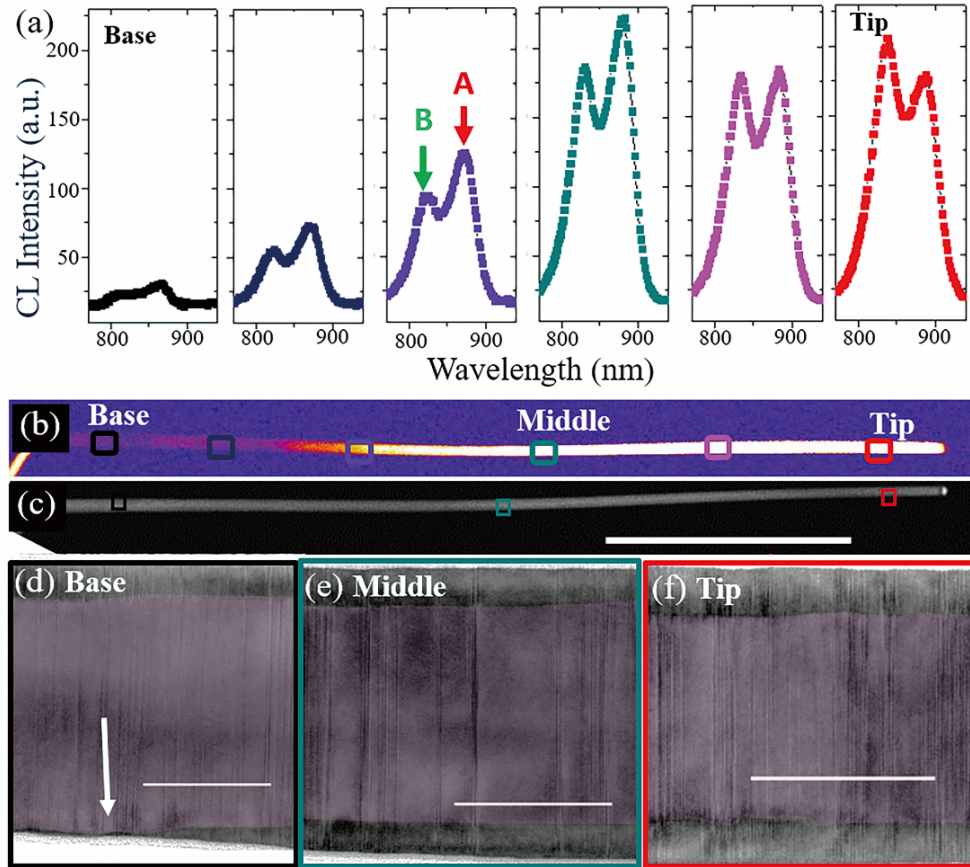 (a)
Base
Tip
CL Intensity (a.u.)
200
150
100
50
B
A
800 900
800 900
800 900
800 900
800 900
800 900
Wavelength (nm)
(b)
Base
Middle
Tip
(c)
(d) Base
(e) Middle
(f) Tip